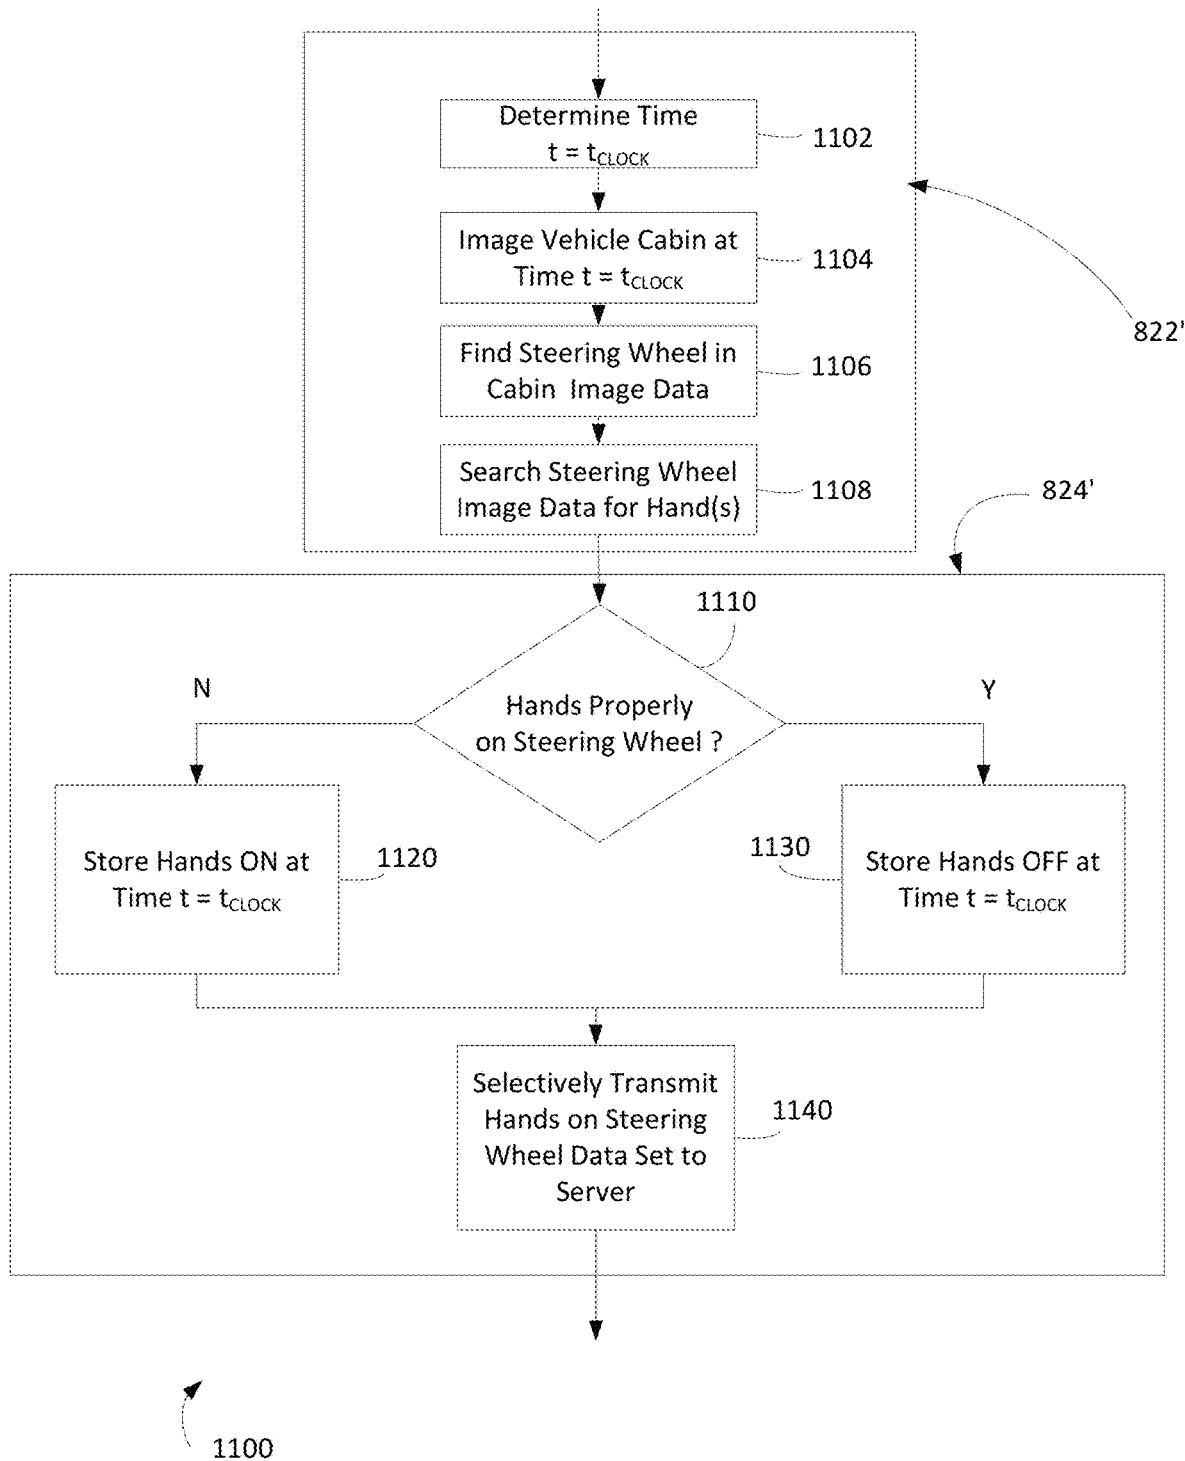 Determine Time
t = tCLOCK
1102
Image Vehicle Cabin at
Time t = tCLOCK
1104
822'
Find Steering Wheel in
Cabin Image Data
1106
Search Steering Wheel
Image Data for Hand(s)
1108
824'
1110
N
Y
Hands Properly
on Steering Wheel ?
Store Hands ON at
Time t = tCLOCK
1120
1130
Store Hands OFF at
Time t = tCLOCK
Selectively Transmit
Hands on Steering
Wheel Data Set to
Server
1140
1100